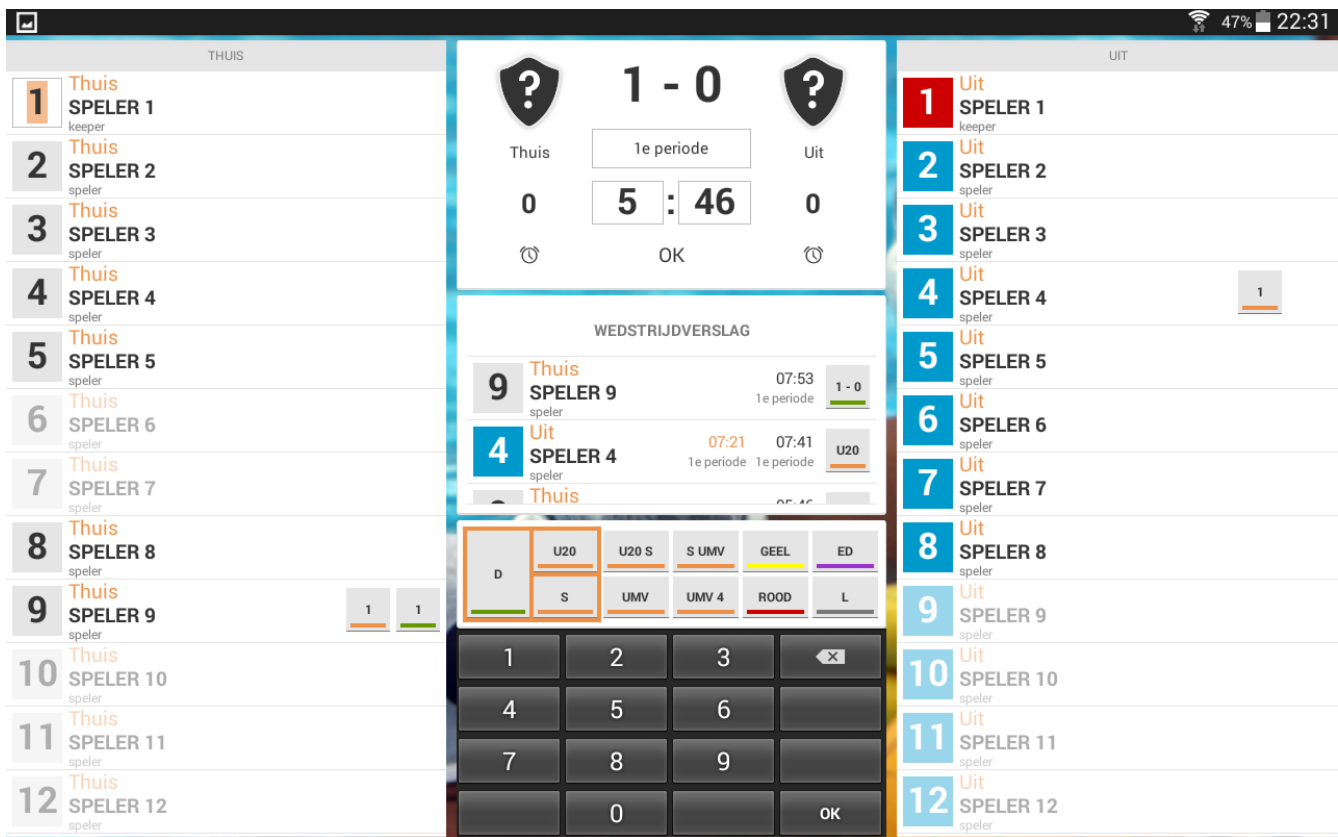 47% 22:31
THUIS
1 Thuis
SPELER 1
keeper
2 Thuis
SPELER 2
speler
3 Thuis
SPELER 3
speler
4 Thuis
SPELER 4
speler
5 Thuis
SPELER 5
speler
6 Thuis
SPELER 6
speler
7 Thuis
SPELER 7
speler
8 Thuis
SPELER 8
speler
9 Thuis
SPELER 9 1 1
speler
10 Thuis
SPELER 10
speler
11 Thuis
SPELER 11
speler
12 Thuis
SPELER 12
speler
? 1 - 0 ?
Thuis 1e periode Uit
0 5 : 46 0
OK
WEDSTRIJDVERSLAG
9 Thuis 07:53 1 - 0
SPELER 9 1e periode
speler
4 Uit 07:21 07:41 U20
SPELER 4 1e periode 1e periode
speler
Thuis 05:46
D U20 U20 S S UMV GEEL ED
S UMV UMV 4 ROOD L
1 2 3
4 5 6
7 8 9
0 OK
UIT
1 Uit
SPELER 1
keeper
2 Uit
SPELER 2
speler
3 Uit
SPELER 3
speler
4 Uit
SPELER 4 1
speler
5 Uit
SPELER 5
speler
6 Uit
SPELER 6
speler
7 Uit
SPELER 7
speler
8 Uit
SPELER 8
speler
9 Uit
SPELER 9
speler
10 Uit
SPELER 10
speler
11 Uit
SPELER 11
speler
12 Uit
SPELER 12
speler